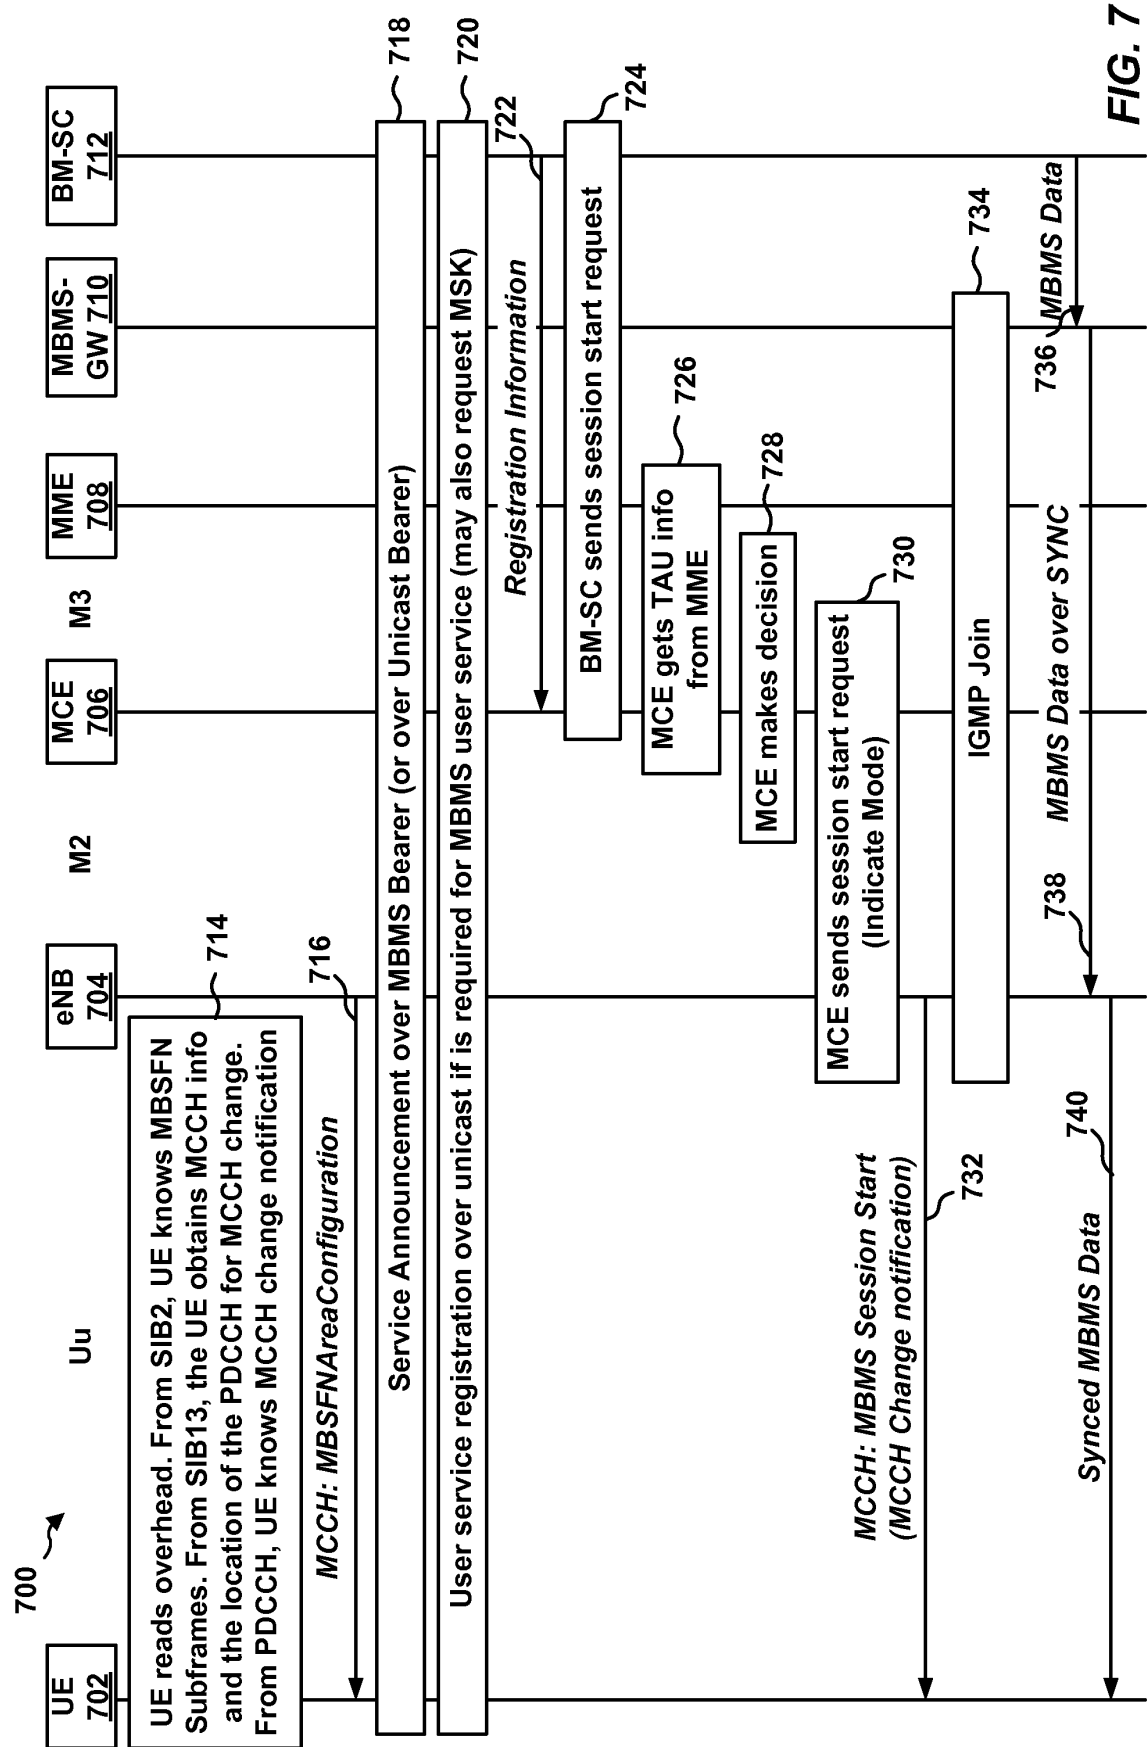 700
UE
702
Uu
eNB
704
M2
MCE
706
M3
MME
708
MBMS-
GW 710
BM-SC
712
UE reads overhead. From SIB2, UE knows MBSFN
Subframes. From SIB13, the UE obtains MCCH info
and the location of the PDCCH for MCCH change.
From PDCCH, UE knows MCCH change notification
714
MCCH: MBSFNAreaConfiguration
716
Service Announcement over MBMS Bearer (or over Unicast Bearer)
718
User service registration over unicast if is required for MBMS user service (may also request MSK)
720
Registration Information
722
BM-SC sends session start request
724
MCE gets TAU info
from MME
726
MCE makes decision
728
MCE sends session start request
(Indicate Mode)
730
MCCH: MBMS Session Start
(MCCH Change notification)
732
IGMP Join
734
MBMS Data
736
MBMS Data over SYNC
738
Synced MBMS Data
740
FIG. 7